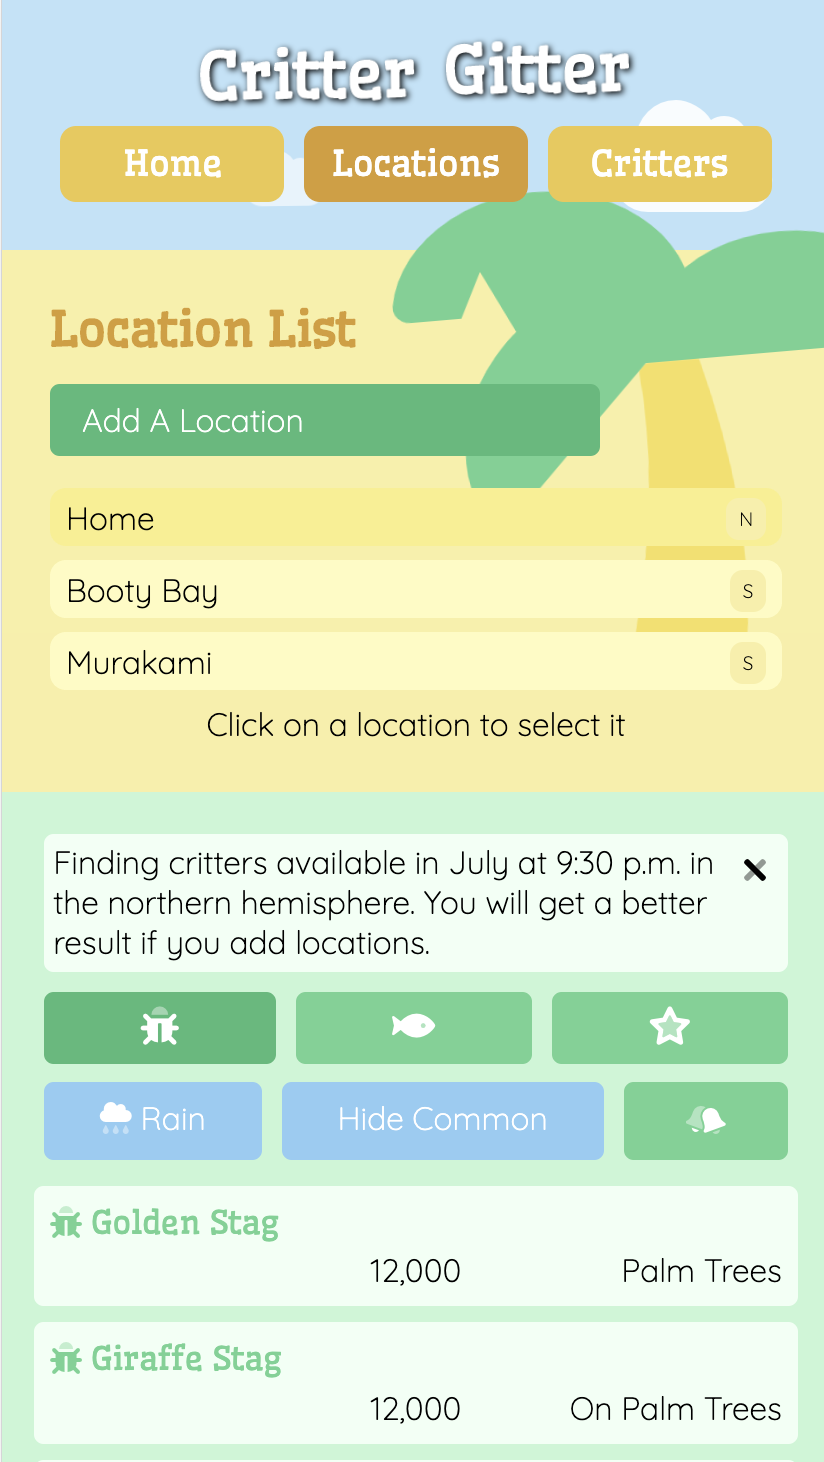 Critter Gitter
Home Locations Critters
Location List
Add A Location
Home N
Booty Bay S
Murakami S
Click on a location to select it
Finding critters available in July at 9:30 p.m. in
the northern hemisphere. You will get a better
result if you add locations.
Rain Hide Common
Golden Stag
12,000 Palm Trees
Giraffe Stag
12,000 On Palm Trees